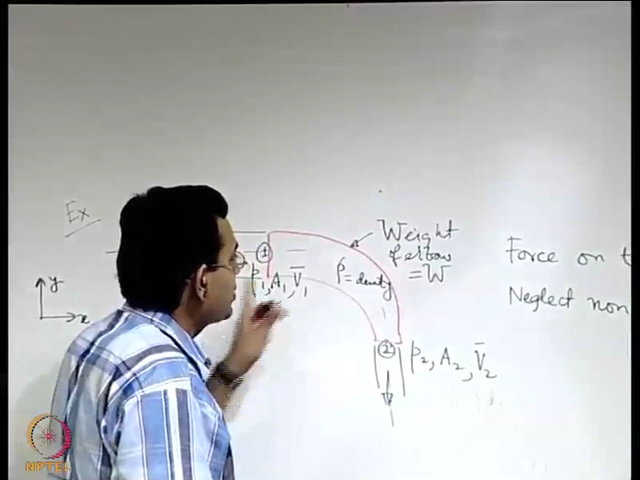 Ex
y
x
1
p₁, A₁, V̄₁
ρ = density
Weight
of elbow
= W
2
p₂, A₂, V̄₂
Force on t
Neglect non
NPTEL